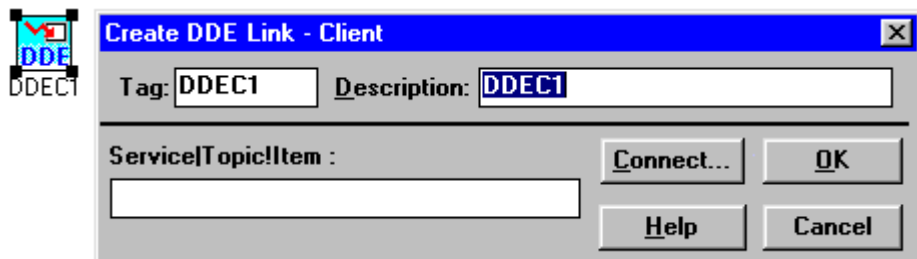 DDE
DDEC1
Create DDE Link - Client
Tag: DDEC1 Description: DDEC1
Service|Topic!Item :
Connect... OK
Help Cancel